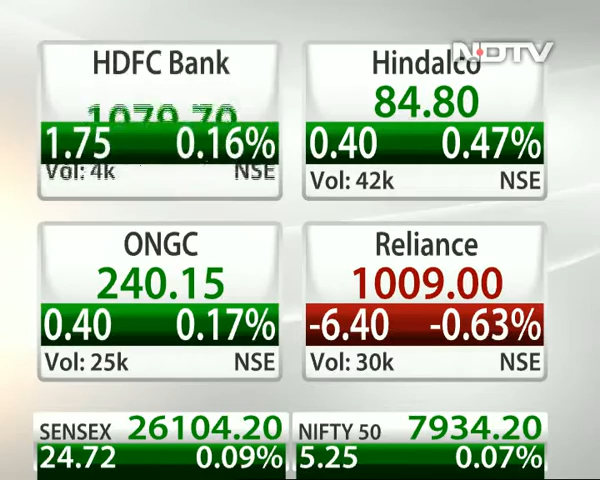 NDTV
HDFC Bank
1079.70
1.75 0.16%
Vol: 4k NSE
Hindalco
84.80
0.40 0.47%
Vol: 42k NSE
ONGC
240.15
0.40 0.17%
Vol: 25k NSE
Reliance
1009.00
-6.40 -0.63%
Vol: 30k NSE
SENSEX 26104.20
24.72 0.09%
NIFTY 50 7934.20
5.25 0.07%